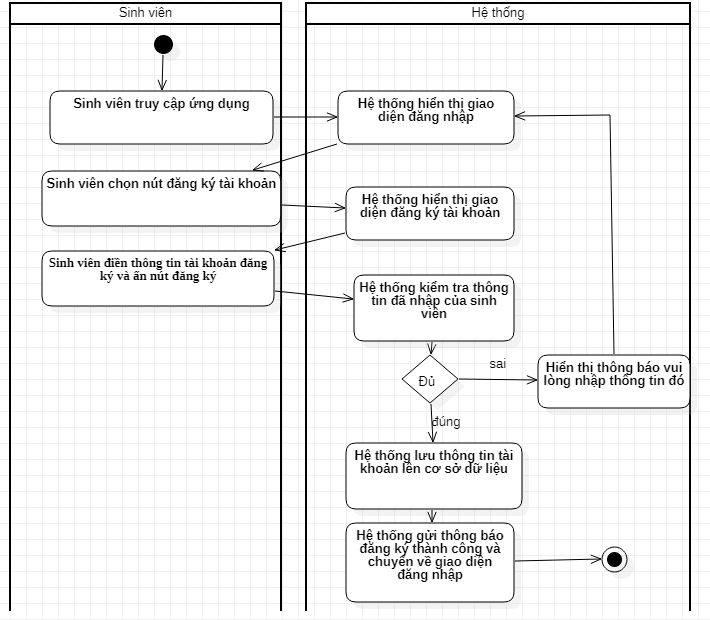 Sinh viên
Hệ thống
Sinh viên truy cập ứng dụng
Hệ thống hiển thị giao
diện đăng nhập
Sinh viên chọn nút đăng ký tài khoản
Hệ thống hiển thị giao
diện đăng ký tài khoản
Sinh viên điền thông tin tài khoản đăng
ký và ấn nút đăng ký
Hệ thống kiểm tra thông
tin đã nhập của sinh
viên
Đủ
sai
Hiển thị thông báo vui
lòng nhập thông tin đó
đúng
Hệ thống lưu thông tin tài
khoản lên cơ sở dữ liệu
Hệ thống gửi thông báo
đăng ký thành công và
chuyển về giao diện
đăng nhập